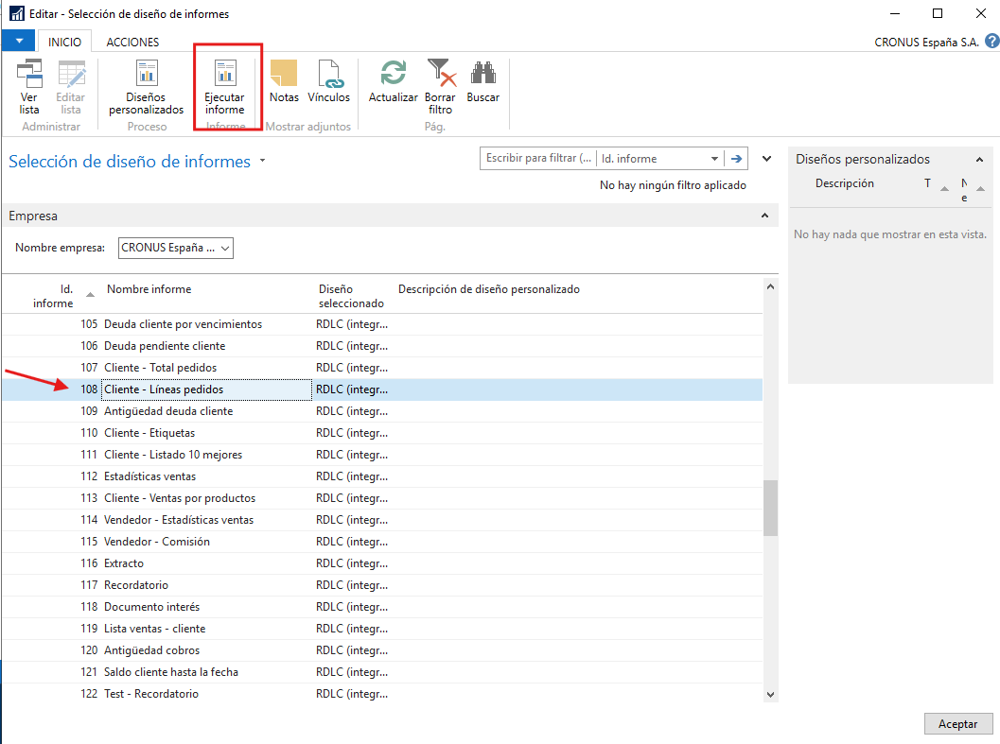 Editar - Selección de diseño de informes
INICIO
ACCIONES
CRONUS España S.A.
Ver lista
Editar lista
Administrar
Diseños personalizados
Proceso
Ejecutar informe
Informe
Notas
Vínculos
Mostrar adjuntos
Actualizar
Borrar filtro
Buscar
Pág.
Selección de diseño de informes
Escribir para filtrar (...
Id. informe
No hay ningún filtro aplicado
Empresa
Nombre empresa:
CRONUS España ...
Id. informe
Nombre informe
Diseño seleccionado
Descripción de diseño personalizado
105 Deuda cliente por vencimientos RDLC (integr...
106 Deuda pendiente cliente RDLC (integr...
107 Cliente - Total pedidos RDLC (integr...
108 Cliente - Líneas pedidos RDLC (integr...
109 Antigüedad deuda cliente RDLC (integr...
110 Cliente - Etiquetas RDLC (integr...
111 Cliente - Listado 10 mejores RDLC (integr...
112 Estadísticas ventas RDLC (integr...
113 Cliente - Ventas por productos RDLC (integr...
114 Vendedor - Estadísticas ventas RDLC (integr...
115 Vendedor - Comisión RDLC (integr...
116 Extracto RDLC (integr...
117 Recordatorio RDLC (integr...
118 Documento interés RDLC (integr...
119 Lista ventas - cliente RDLC (integr...
120 Antigüedad cobros RDLC (integr...
121 Saldo cliente hasta la fecha RDLC (integr...
122 Test - Recordatorio RDLC (integr...
Diseños personalizados
Descripción
T
N
e
No hay nada que mostrar en esta vista.
Aceptar